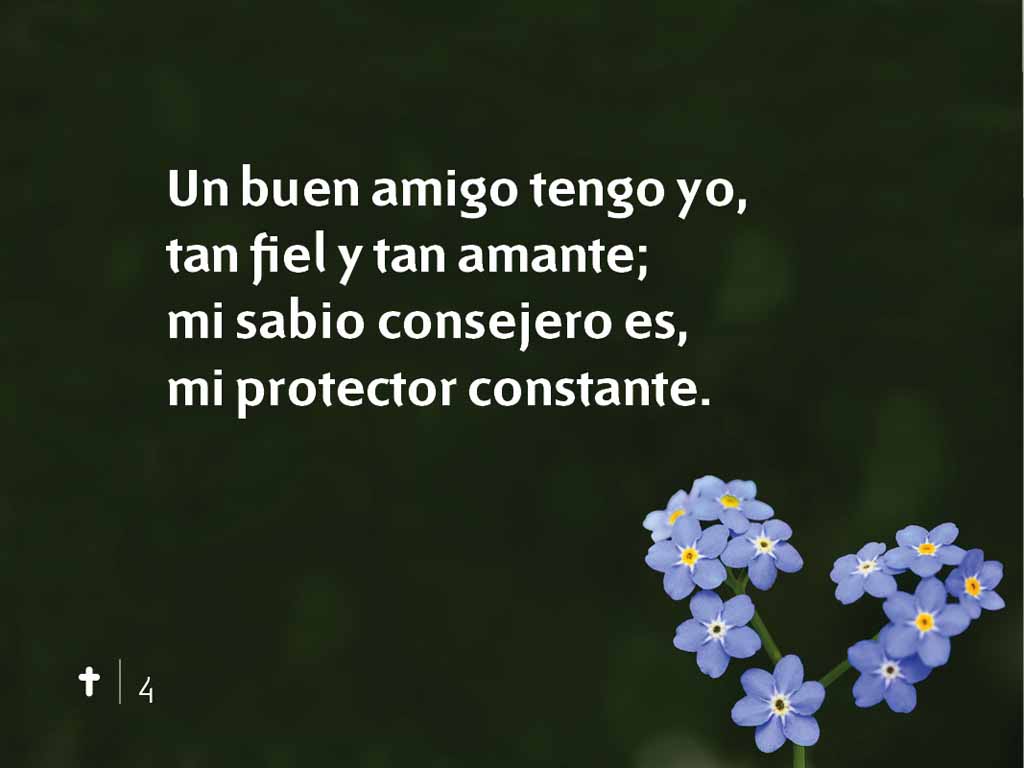 Un buen amigo tengo yo,
tan fiel y tan amante;
mi sabio consejero es,
mi protector constante.
4